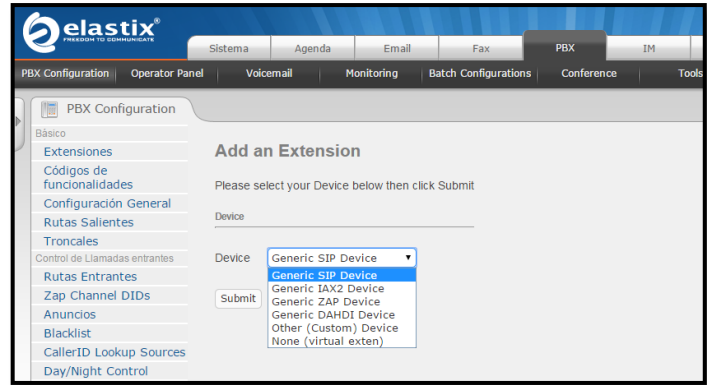 elastix®
FREEDOM TO COMMUNICATE
Sistema Agenda Email Fax PBX IM
PBX Configuration Operator Panel Voicemail Monitoring Batch Configurations Conference Tools
PBX Configuration
Básico
Extensiones
Códigos de
funcionalidades
Configuración General
Rutas Salientes
Troncales
Control de Llamadas entrantes
Rutas Entrantes
Zap Channel DIDs
Anuncios
Blacklist
CallerID Lookup Sources
Day/Night Control
Add an Extension
Please select your Device below then click Submit
Device
Device Generic SIP Device
Generic SIP Device
Generic IAX2 Device
Generic ZAP Device
Generic DAHDI Device
Other (Custom) Device
None (virtual exten)
Submit